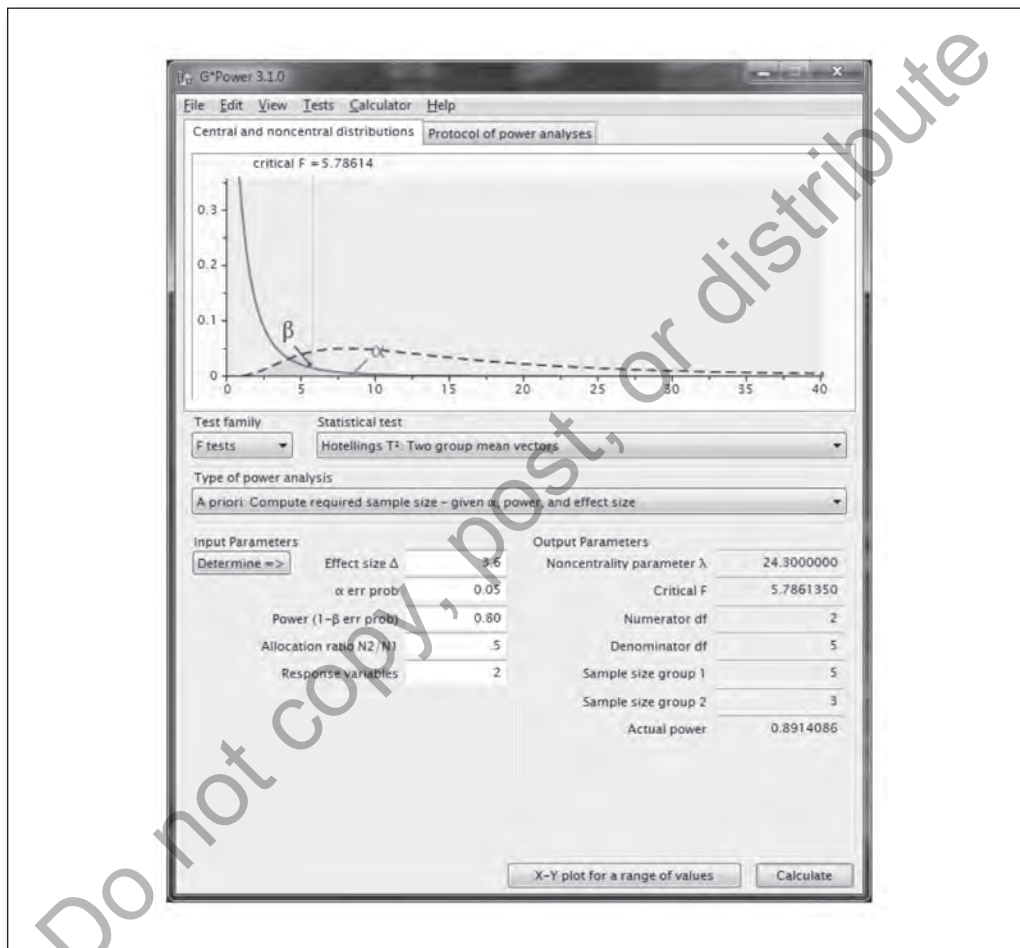 G*Power 3.1.0
File Edit View Tests Calculator Help
Central and noncentral distributions Protocol of power analyses
critical F = 5.78614
0.3
0.2
0.1
0
β
α
0 5 10 15 20 25 30 35 40
Test family Statistical test
F tests Hotellings T²: Two group mean vectors
Type of power analysis
A priori: Compute required sample size - given α, power, and effect size
Input Parameters Output Parameters
Determine => Effect size Δ 3.6 Noncentrality parameter λ 24.3000000
α err prob 0.05 Critical F 5.7861350
Power (1-β err prob) 0.80 Numerator df 2
Allocation ratio N2/N1 .5 Denominator df 5
Response variables 2 Sample size group 1 5
Sample size group 2 3
Actual power 0.8914086
X-Y plot for a range of values Calculate
Do not copy, post, or distribute